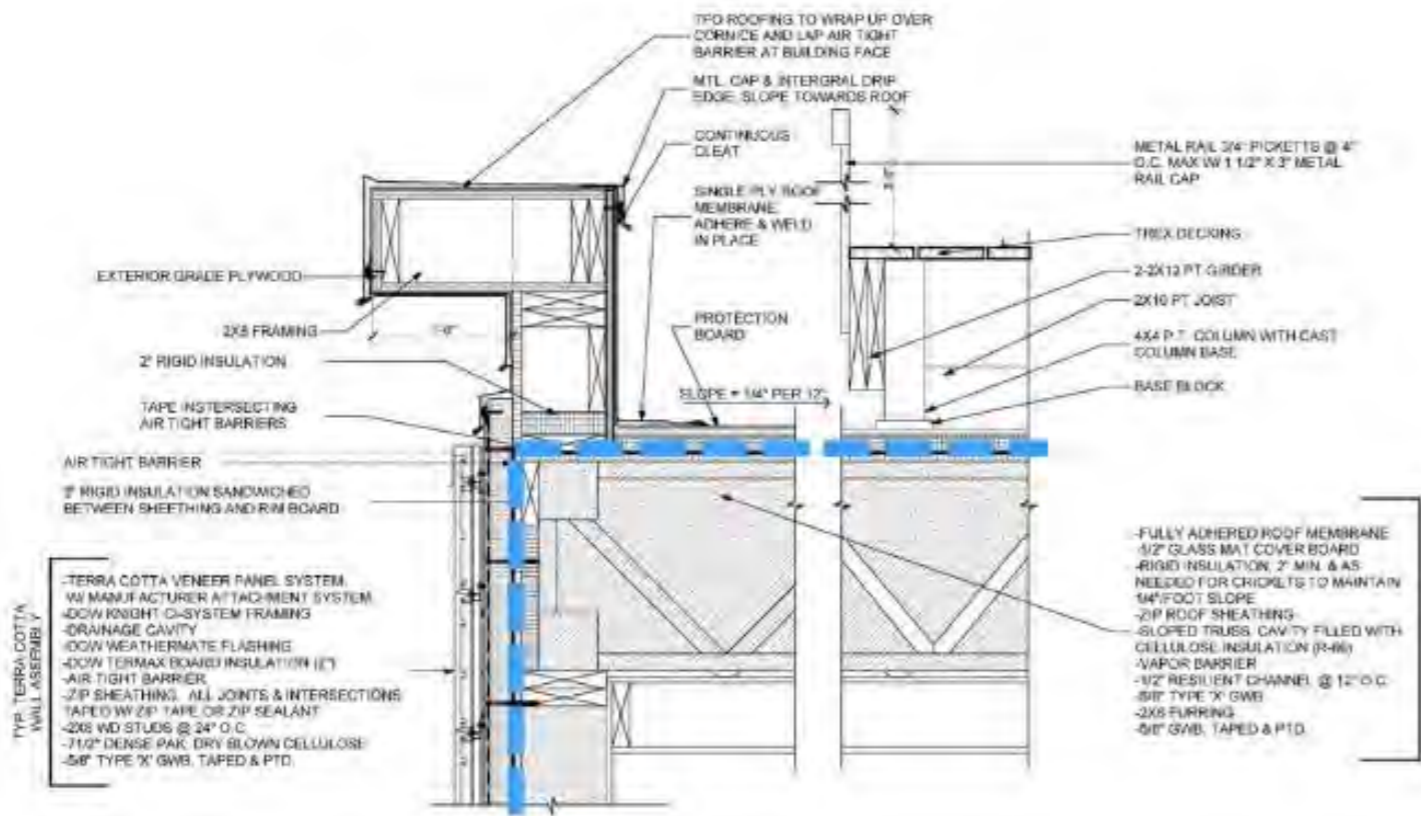 TPO ROOFING TO WRAP UP OVER
CORNICE AND LAP AIR TIGHT
BARRIER AT BUILDING FACE
MTL. CAP & INTERGRAL DRIP
EDGE, SLOPE TOWARDS ROOF
CONTINUOUS
CLEAT
SINGLE PLY ROOF
MEMBRANE,
ADHERE & WELD
IN PLACE
METAL RAIL 3/4" PICKETTS @ 4"
O.C. MAX W/ 1 1/2" X 3" METAL
RAIL CAP
TREX DECKING
2-2X12 PT GIRDER
2X10 PT JOIST
4X4 P.T. COLUMN WITH CAST
COLUMN BASE
BASE BLOCK
EXTERIOR GRADE PLYWOOD
2X8 FRAMING
2" RIGID INSULATION
PROTECTION
BOARD
SLOPE = 1/4" PER 12"
TAPE INSTERSECTING
AIR TIGHT BARRIERS
AIR TIGHT BARRIER
RIGID INSULATION SANDWICHED
BETWEEN SHEETHING AND RIM BOARD
TYP. TERRA COTTA
WALL ASSEMBLY
-TERRA COTTA VENEER PANEL SYSTEM
W/ MANUFACTURER ATTACHMENT SYSTEM
-DOW KNIGHT CI-SYSTEM FRAMING
-DRAINAGE CAVITY
-DOW WEATHERMATE FLASHING
-DOW TERMAX BOARD INSULATION (2")
-AIR TIGHT BARRIER
-ZIP SHEATHING, ALL JOINTS & INTERSECTIONS
TAPED W/ ZIP TAPE OR ZIP SEALANT
-2X8 WD STUDS @ 24" O.C.
-7 1/2" DENSE PAK, DRY BLOWN CELLULOSE
-5/8" TYPE 'X' GWB, TAPED & PTD.
-FULLY ADHERED ROOF MEMBRANE
-1/2" GLASS MAT COVER BOARD
-RIGID INSULATION, 2" MIN. & AS
NEEDED FOR CRICKETS TO MAINTAIN
1/4"/FOOT SLOPE
-ZIP ROOF SHEATHING
-SLOPED TRUSS, CAVITY FILLED WITH
CELLULOSE INSULATION
-VAPOR BARRIER
-1/2" RESILIENT CHANNEL @ 12" O.C.
-5/8" TYPE 'X' GWB
-2X6 FURRING
-5/8" GWB, TAPED & PTD.